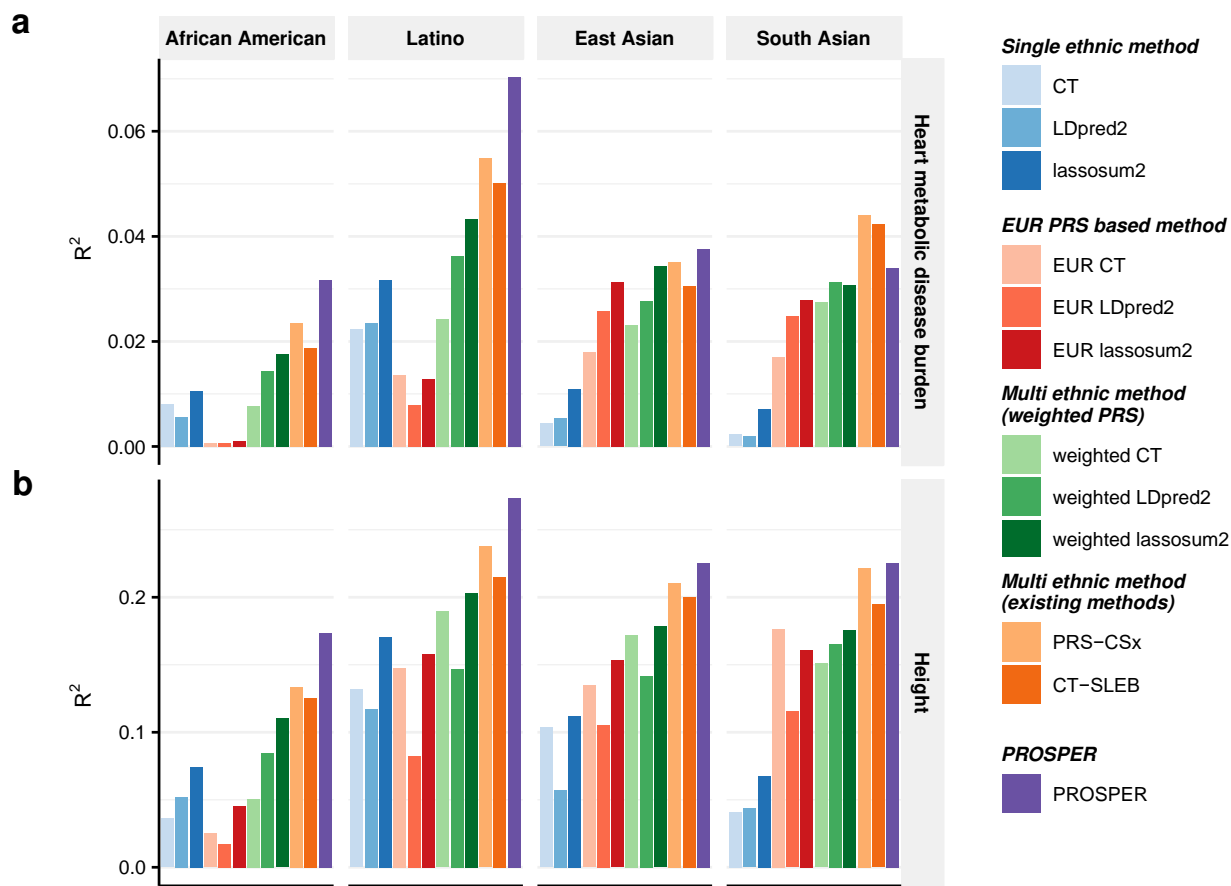 a
African American
Latino
East Asian
South Asian
R²
0.06
0.04
0.02
0.00
Heart metabolic disease burden
b
R²
0.2
0.1
0.0
Height
Single ethnic method
CT
LDpred2
lassosum2
EUR PRS based method
EUR CT
EUR LDpred2
EUR lassosum2
Multi ethnic method
(weighted PRS)
weighted CT
weighted LDpred2
weighted lassosum2
Multi ethnic method
(existing methods)
PRS−CSx
CT−SLEB
PROSPER
PROSPER